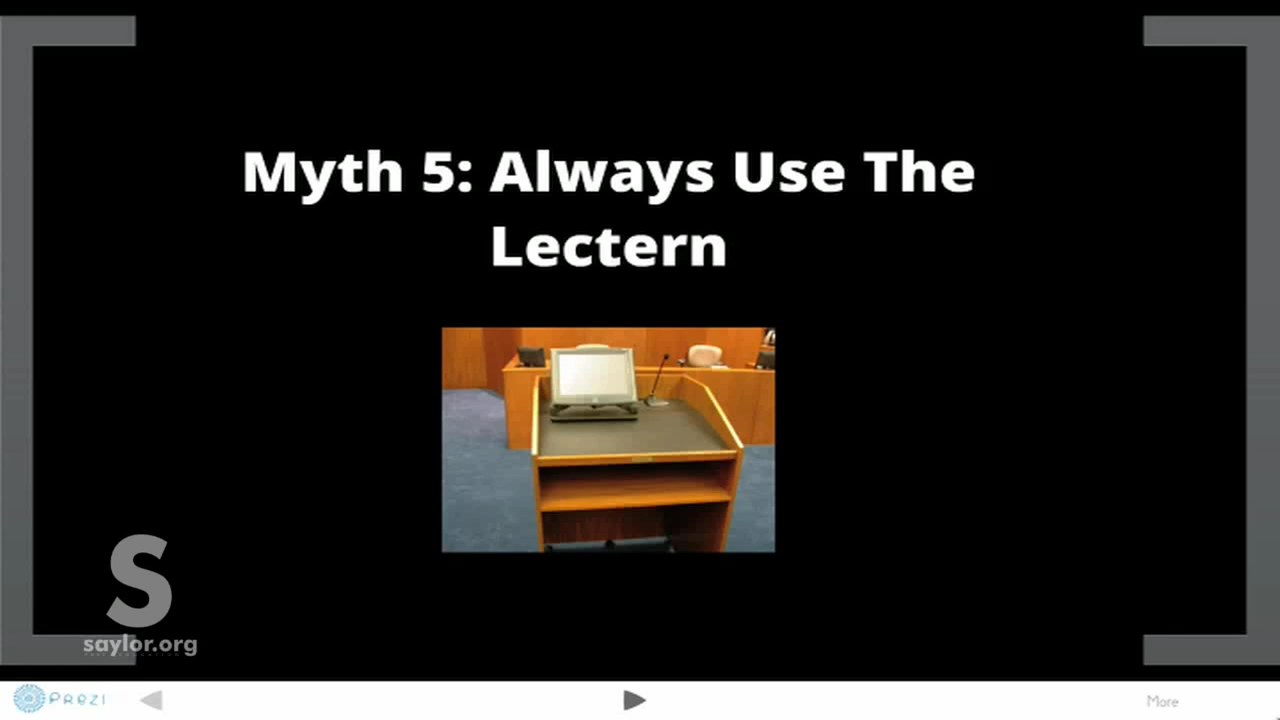 Myth 5: Always Use The
Lectern
S
saylor.org
Prezi
More